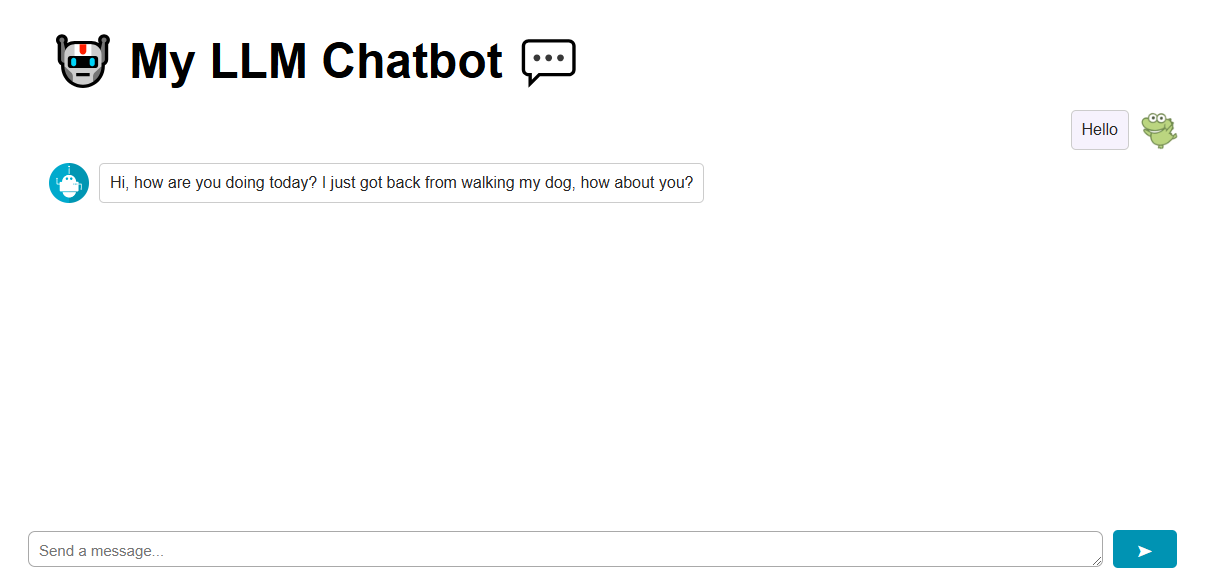 My LLM Chatbot
Hello
Hi, how are you doing today? I just got back from walking my dog, how about you?
Send a message...